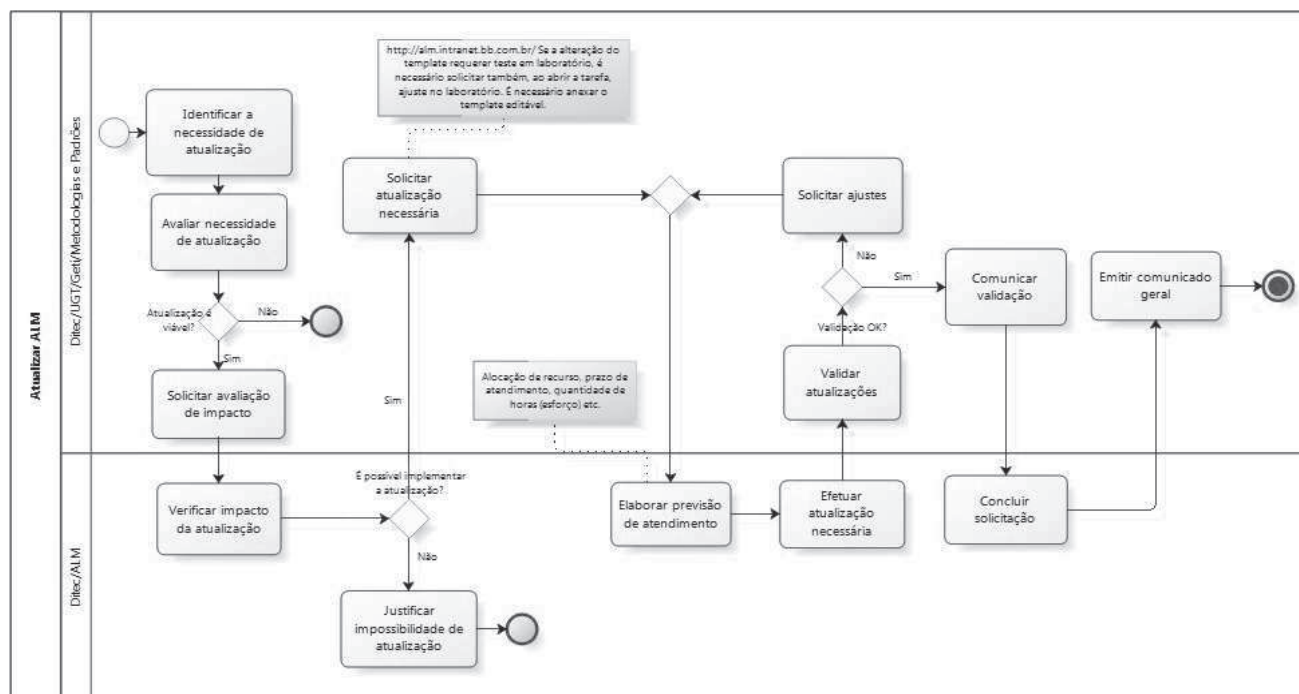 Atualizar ALM
Ditec/UGT/Geti/Metodologias e Padrões
Identificar a
necessidade de
atualização
Avaliar necessidade
de atualização
Atualização é
viável?
Não
Sim
Solicitar avaliação
de impacto
http://alm.intranet.bb.com.br/ Se a alteração do
template requerer teste em laboratório, é
necessário solicitar também, ao abrir a tarefa,
ajuste no laboratório. É necessário anexar o
template editável.
Solicitar
atualização
necessária
Sim
Solicitar ajustes
Não
Sim
Validação OK?
Validar
atualizações
Alocação de recurso, prazo de
atendimento, quantidade de
horas (esforço) etc.
Comunicar
validação
Emitir comunicado
geral
Ditec/ALM
Verificar impacto
da atualização
É possível implementar
a atualização?
Não
Justificar
impossibilidade de
atualização
Elaborar previsão
de atendimento
Efetuar
atualização
necessária
Concluir
solicitação